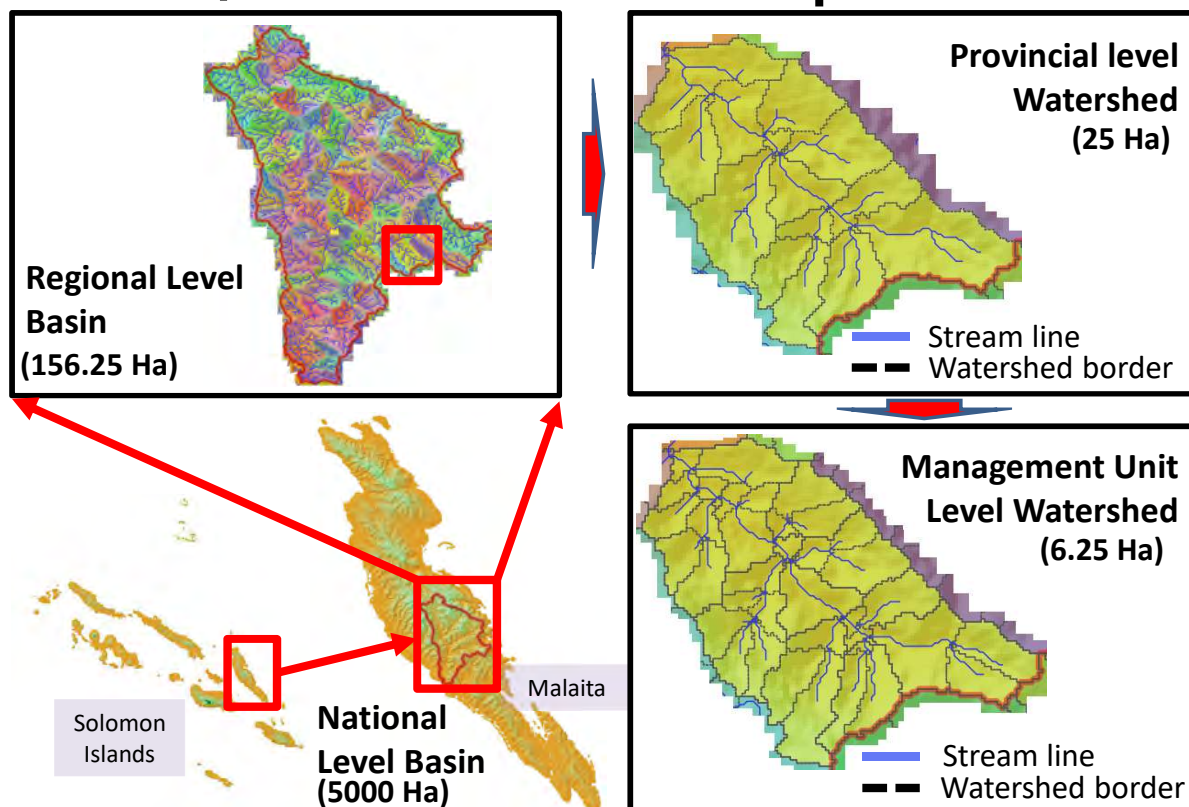 Regional Level
Basin
(156.25 Ha)
Provincial level
Watershed
(25 Ha)
Stream line
Watershed border
Management Unit
Level Watershed
(6.25 Ha)
Stream line
Watershed border
Malaita
Solomon
Islands
National
Level Basin
(5000 Ha)